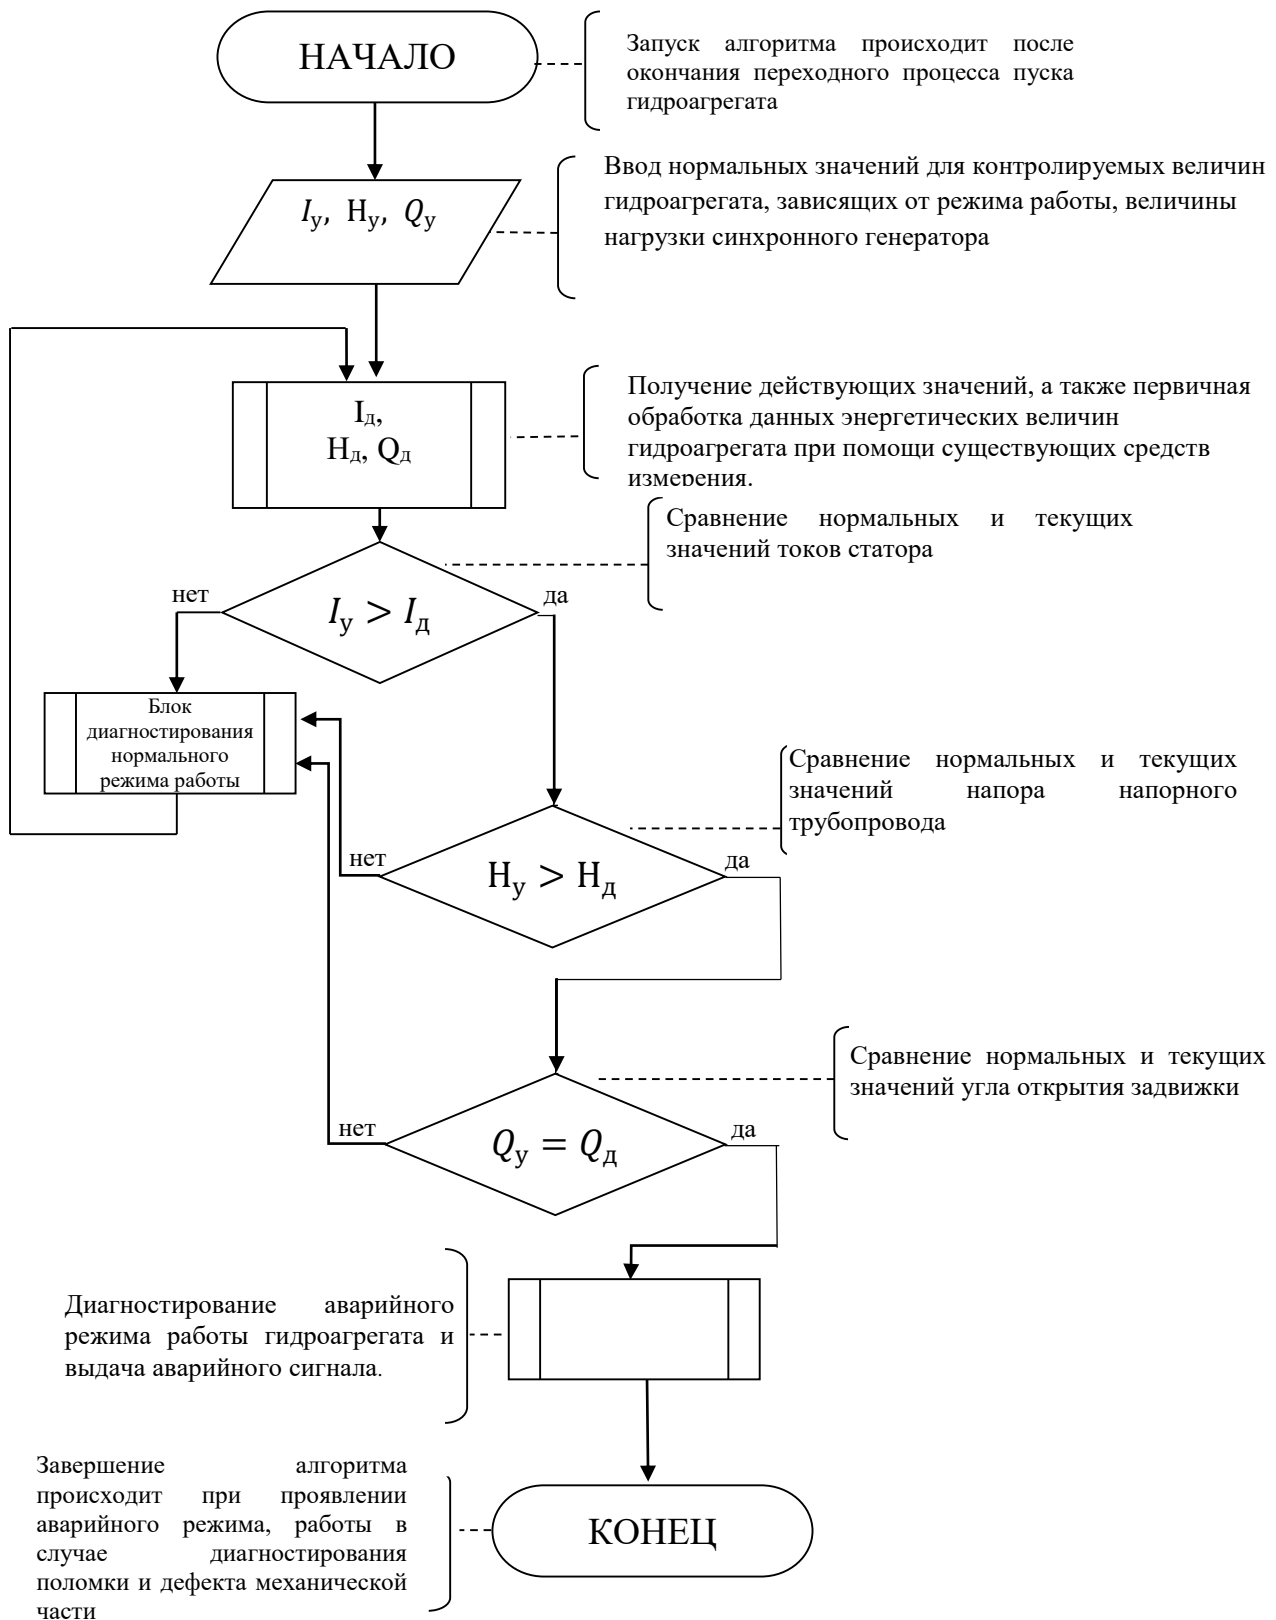 НАЧАЛО
Запуск алгоритма происходит после
окончания переходного процесса пуска
гидроагрегата
Ввод нормальных значений для контролируемых величин
гидроагрегата, зависящих от режима работы, величины
нагрузки синхронного генератора
Iу, Hу, Qу
Iд,
Hд, Qд
Получение действующих значений, а также первичная
обработка данных энергетических величин
гидроагрегата при помощи существующих средств
измерения.
Сравнение нормальных и текущих
значений токов статора
нет
да
Iу > Iд
Блок
диагностирования
нормального
режима работы
Сравнение нормальных и текущих
значений напора напорного
трубопровода
нет
да
Hу > Hд
Сравнение нормальных и текущих
значений угла открытия задвижки
нет
да
Qу = Qд
Диагностирование аварийного
режима работы гидроагрегата и
выдача аварийного сигнала.
Завершение алгоритма
происходит при проявлении
аварийного режима, работы в
случае диагностирования
поломки и дефекта механической
части
КОНЕЦ